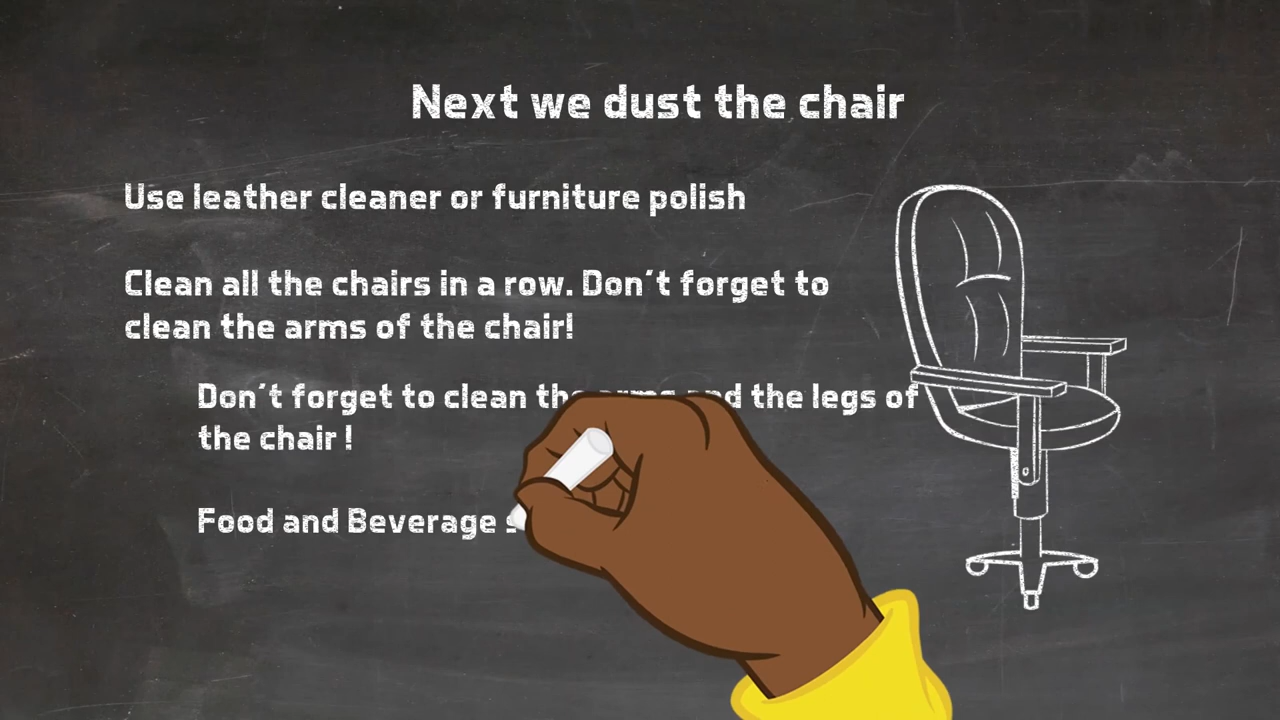 Next we dust the chair
Use leather cleaner or furniture polish
Clean all the chairs in a row. Don't forget to
clean the arms of the chair!
Don't forget to clean the arms and the legs of
the chair !
Food and Beverage